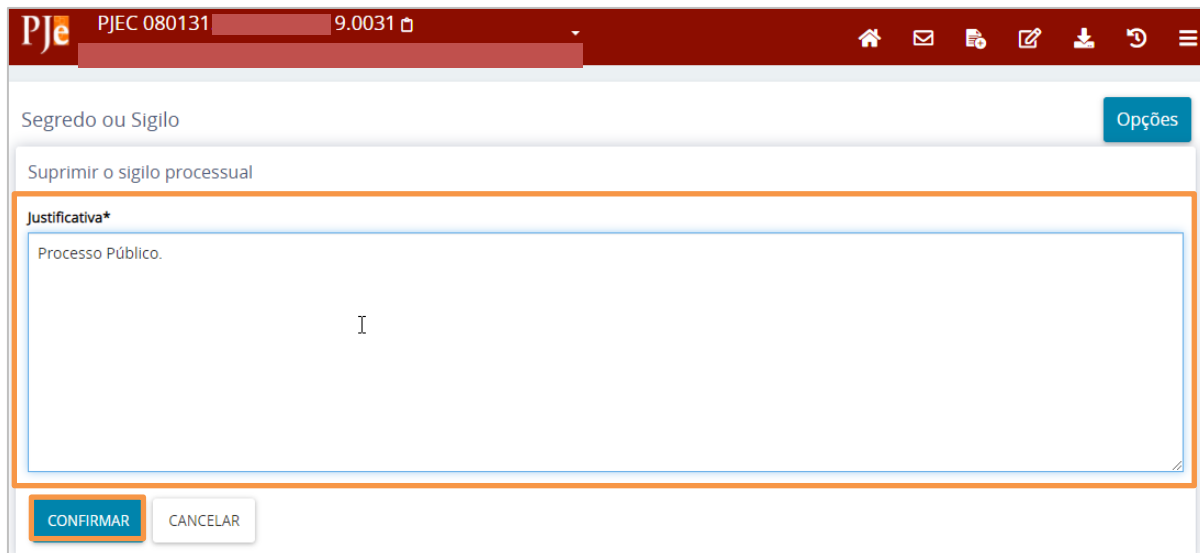 PJe
PJEC 080131 9.0031
Segredo ou Sigilo
Opções
Suprimir o sigilo processual
Justificativa*
Processo Público.
CONFIRMAR
CANCELAR